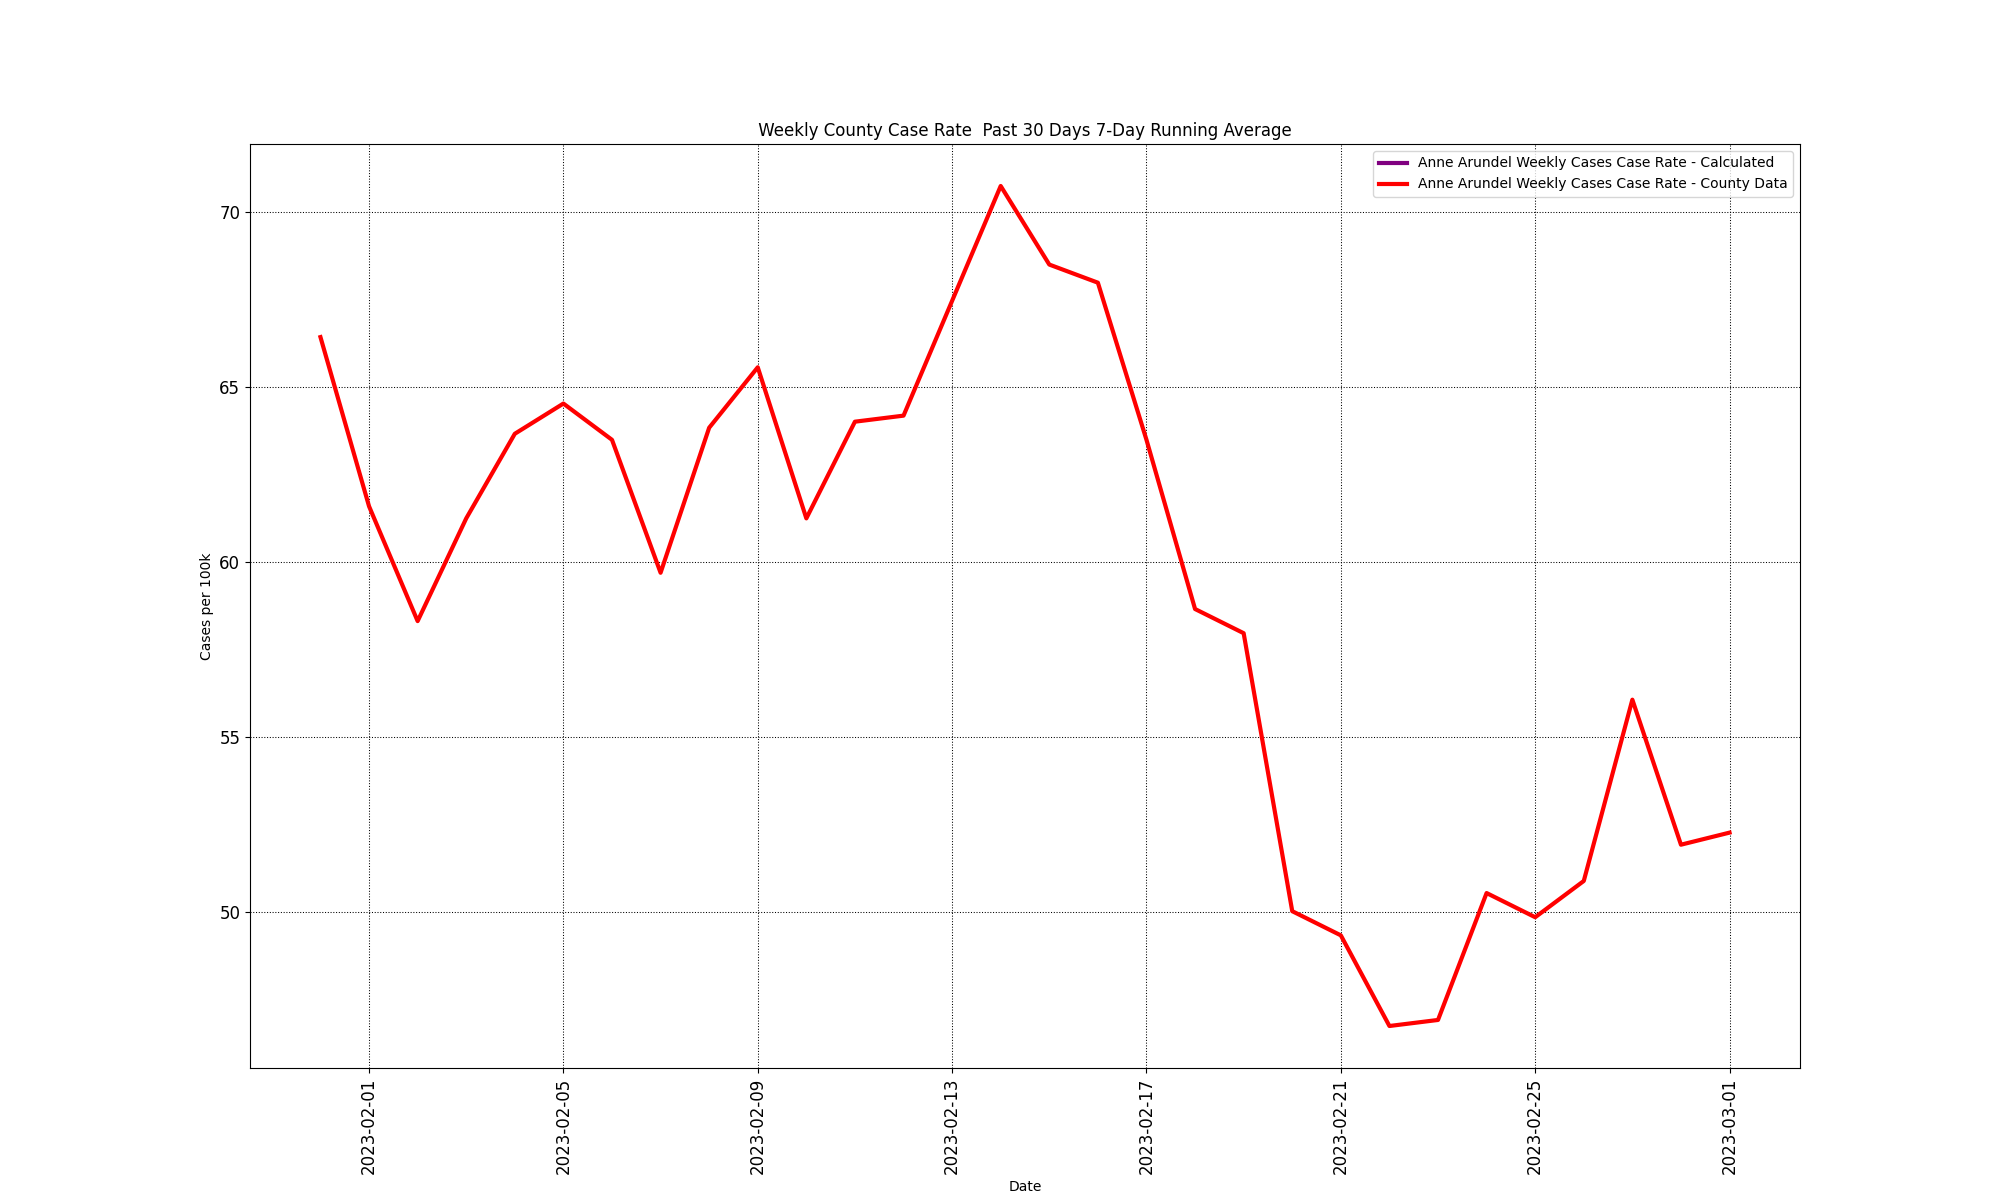 Weekly County Case Rate  Past 30 Days 7-Day Running Average
Anne Arundel Weekly Cases Case Rate - Calculated
Anne Arundel Weekly Cases Case Rate - County Data
70
65
60
55
50
Cases per 100k
2023-02-01
2023-02-05
2023-02-09
2023-02-13
2023-02-17
2023-02-21
2023-02-25
2023-03-01
Date